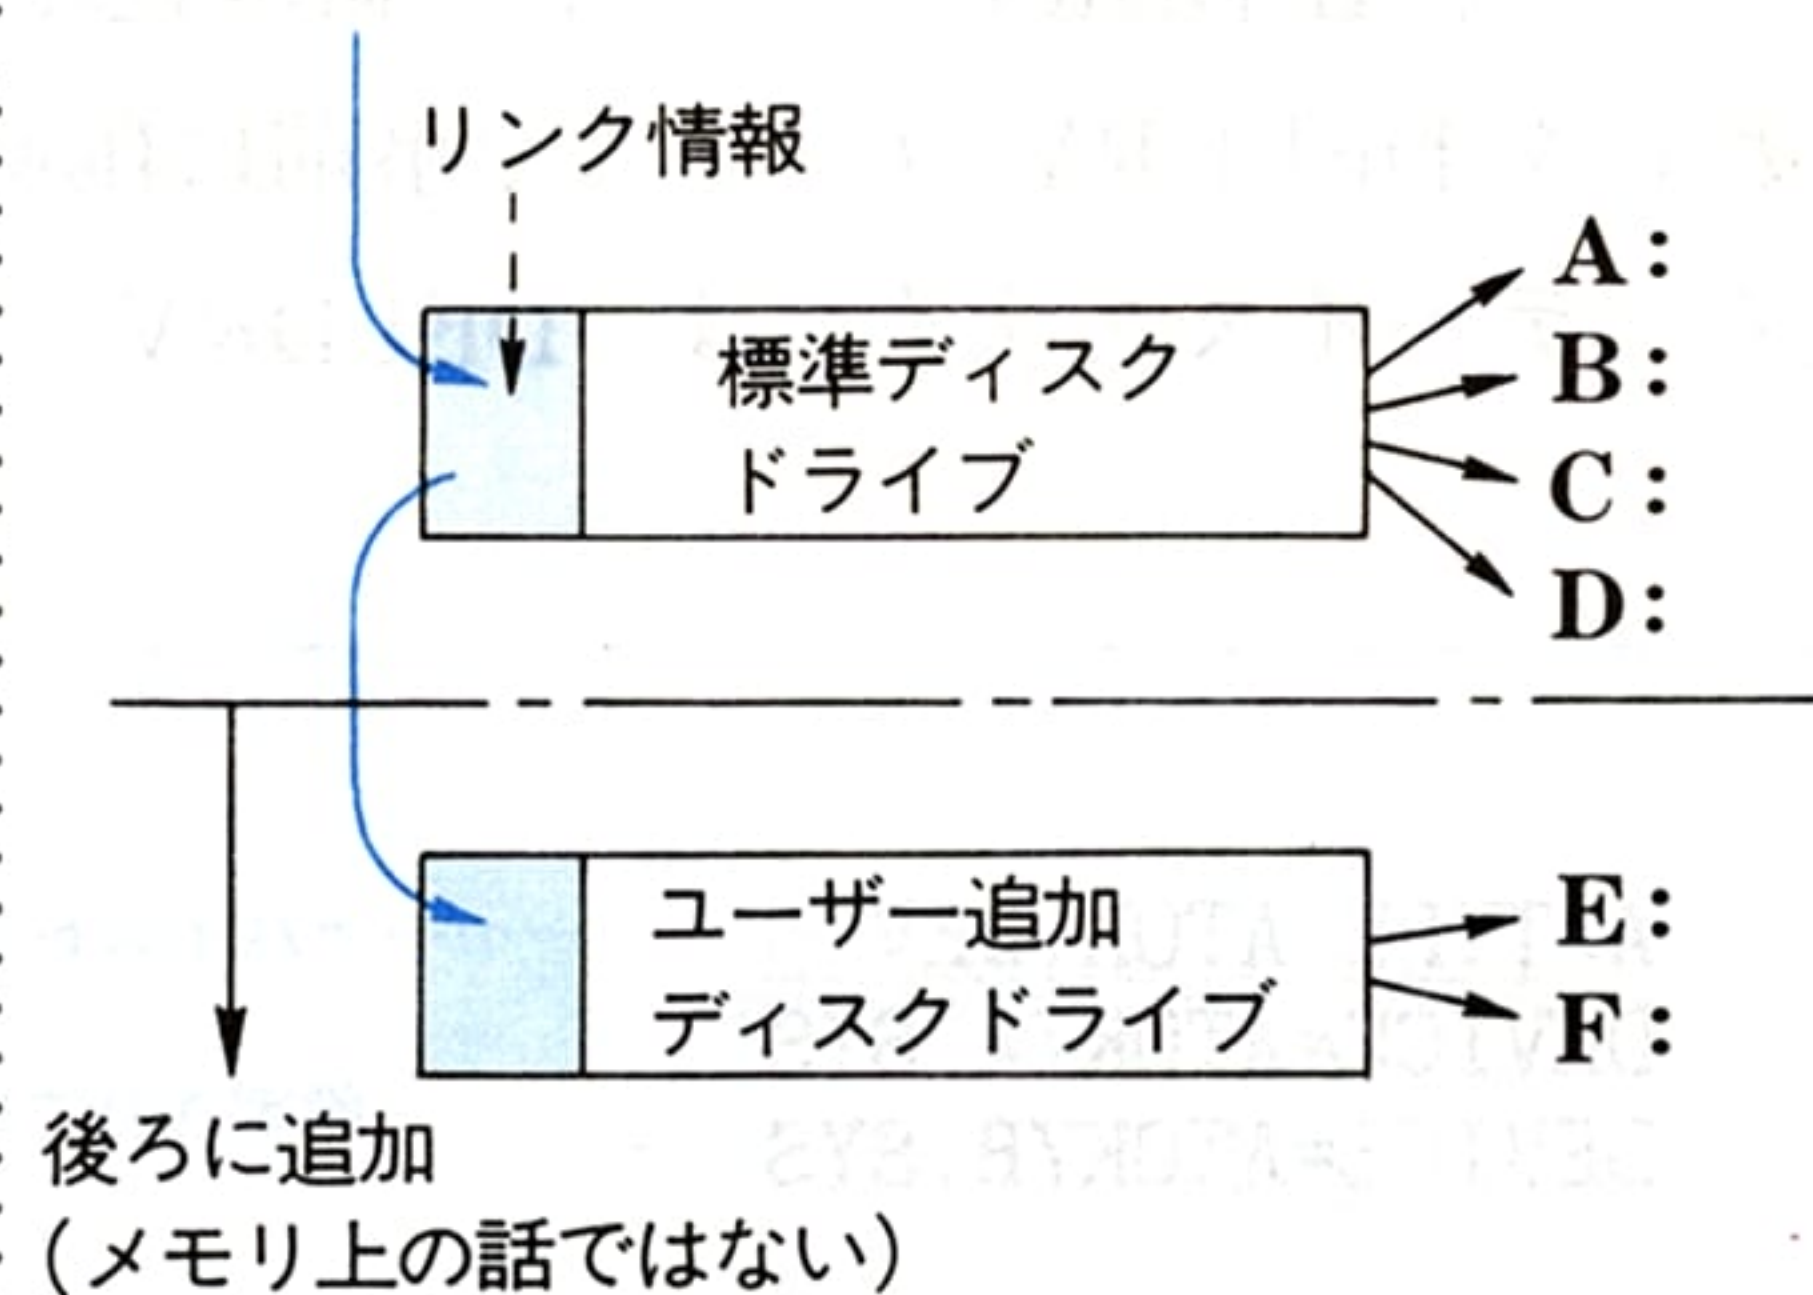 リンク情報
標準ディスク
ドライブ
A:
B:
C:
D:
ユーザー追加
ディスクドライブ
E:
F:
後ろに追加
(メモリ上の話ではない)